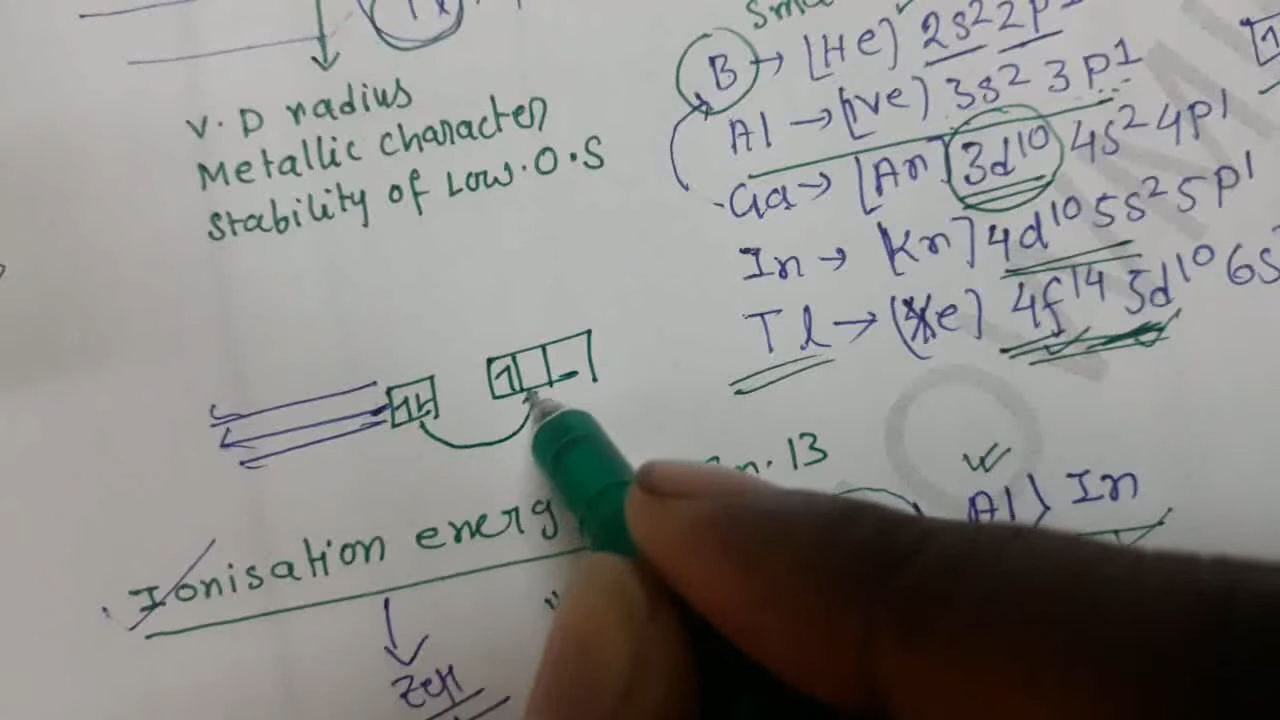 V.D radius
Metallic character
Stability of Low.O.S
B → [He] 2s² 2p¹
Al → [Ne] 3s² 3p¹
Ga → [Ar] 3d¹⁰ 4s² 4p¹
In → [Kr] 4d¹⁰ 5s² 5p¹
Tl → [Xe] 4f¹⁴ 5d¹⁰ 6s
13
Al } In
Ionisation energ
Zeff